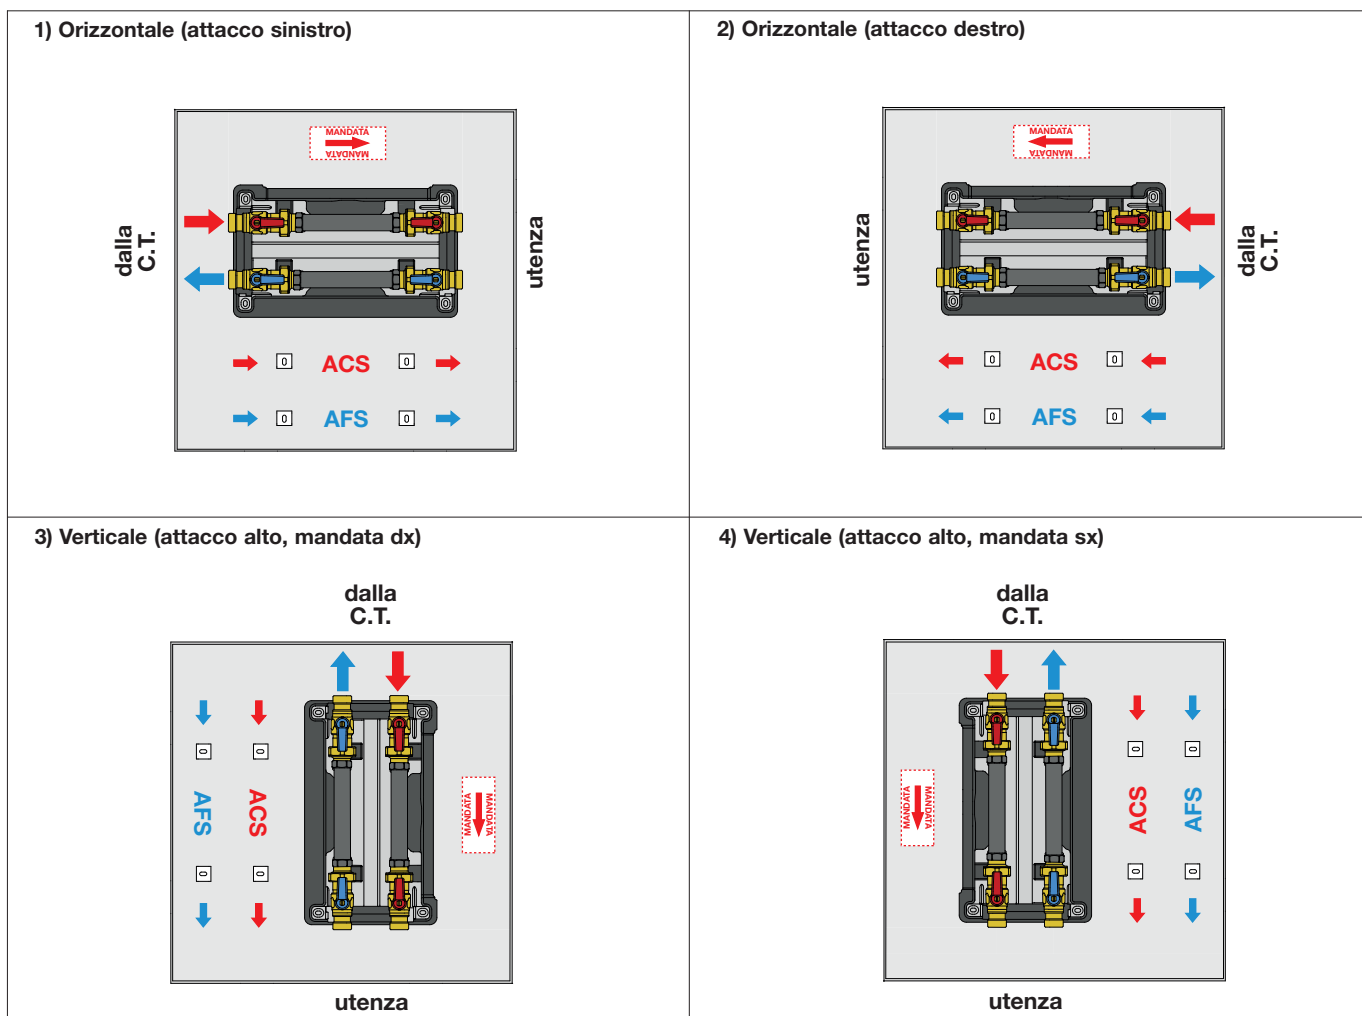 1) Orizzontale (attacco sinistro)
MANDATA
MANDATA
dalla
C.T.
utenza
0 ACS 0
0 AFS 0
2) Orizzontale (attacco destro)
MANDATA
MANDATA
utenza
dalla
C.T.
0 ACS 0
0 AFS 0
3) Verticale (attacco alto, mandata dx)
dalla
C.T.
0 0
AFS ACS
0 0
MANDATA
MANDATA
utenza
4) Verticale (attacco alto, mandata sx)
dalla
C.T.
MANDATA
MANDATA
0 0
ACS AFS
0 0
utenza